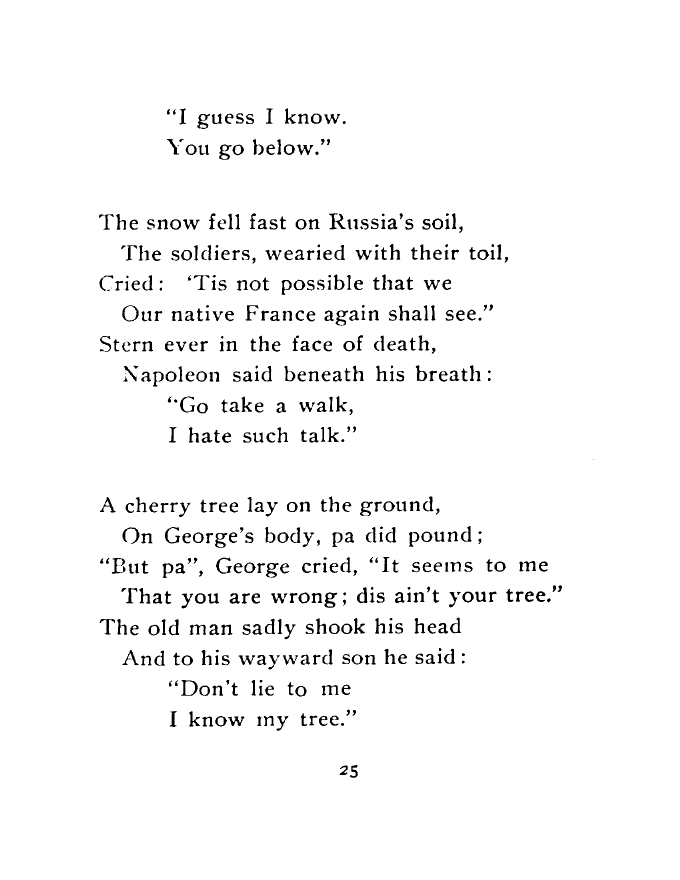 “I guess I know.
You go below.”
The snow fell fast on Russia’s soil,
The soldiers, wearied with their toil,
Cried: ‘Tis not possible that we
Our native France again shall see.”
Stern ever in the face of death,
Napoleon said beneath his breath:
“Go take a walk,
I hate such talk.”
A cherry tree lay on the ground,
On George’s body, pa did pound;
“But pa”, George cried, “It seems to me
That you are wrong; dis ain’t your tree.”
The old man sadly shook his head
And to his wayward son he said:
“Don’t lie to me
I know my tree.”
25